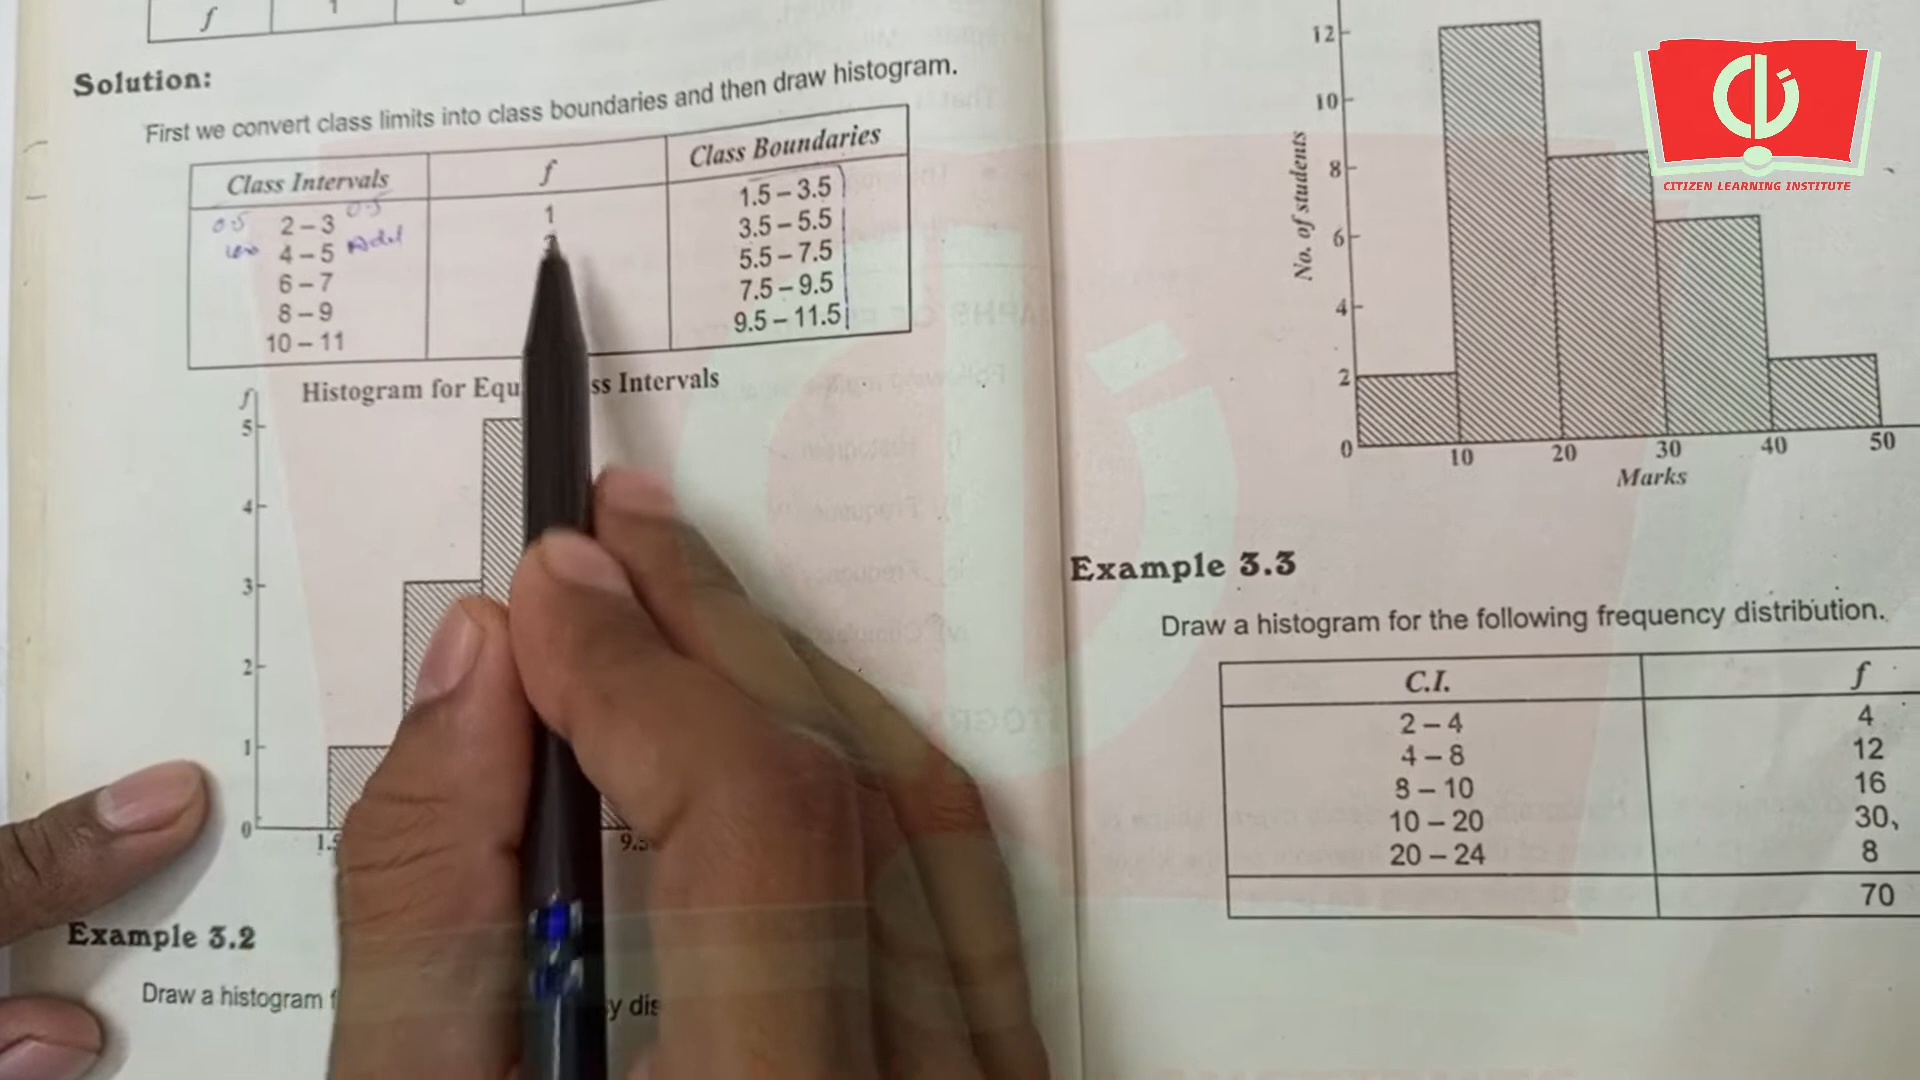 f 1
Solution:
First we convert class limits into class boundaries and then draw histogram.
Class Intervals f Class Boundaries
0.5 2 – 3 0.5 1 1.5 – 3.5
less 4 – 5 Add 3.5 – 5.5
6 – 7 5.5 – 7.5
8 – 9 7.5 – 9.5
10 – 11 9.5 – 11.5
Histogram for Equ ss Intervals
f
5
4
3
2
1
0
1.5 9.5
Example 3.2
Draw a histogram f y dis
12
10
8
6
4
2
0 10 20 30 40 50
No. of students
Marks
Example 3.3
Draw a histogram for the following frequency distribution.
C.I. f
2 – 4 4
4 – 8 12
8 – 10 16
10 – 20 30,
20 – 24 8
70
CITIZEN LEARNING INSTITUTE